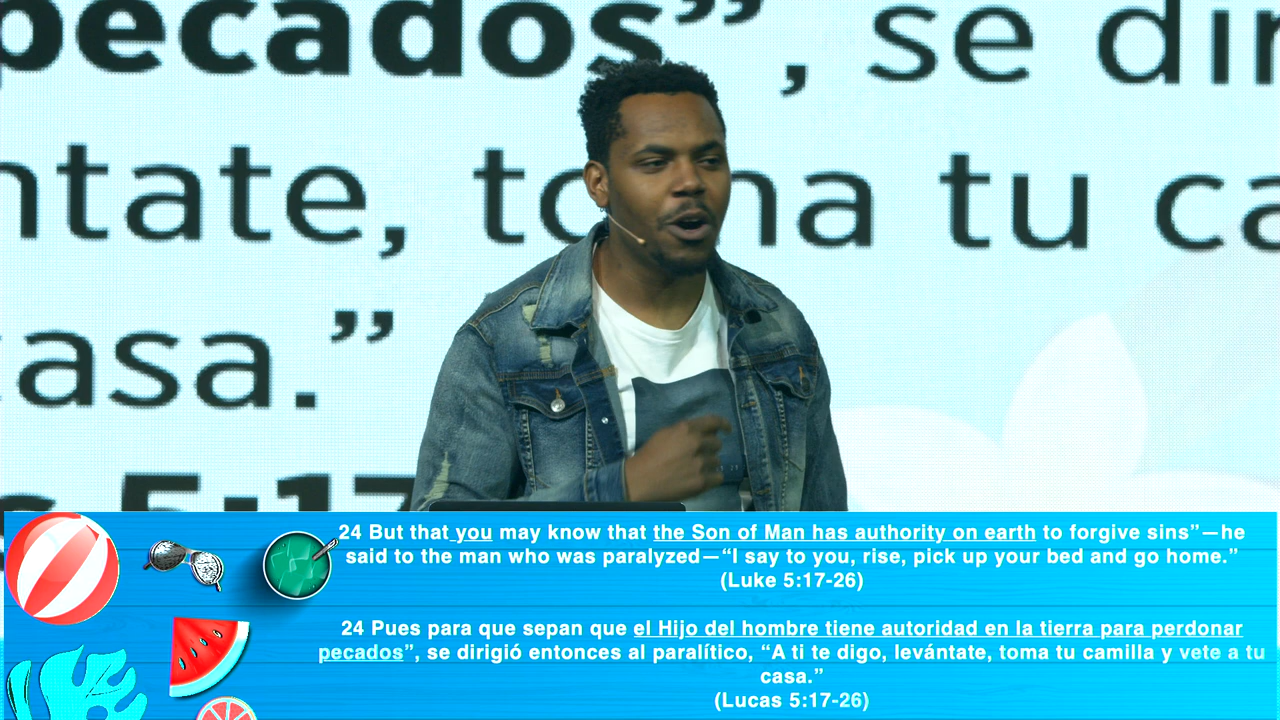 pecados”, se dir
ntate, toma tu ca
casa.”
s 5:17
24 But that you may know that the Son of Man has authority on earth to forgive sins”—he
said to the man who was paralyzed—“I say to you, rise, pick up your bed and go home.”
(Luke 5:17-26)
24 Pues para que sepan que el Hijo del hombre tiene autoridad en la tierra para perdonar
pecados”, se dirigió entonces al paralítico, “A ti te digo, levántate, toma tu camilla y vete a tu
casa.”
(Lucas 5:17-26)